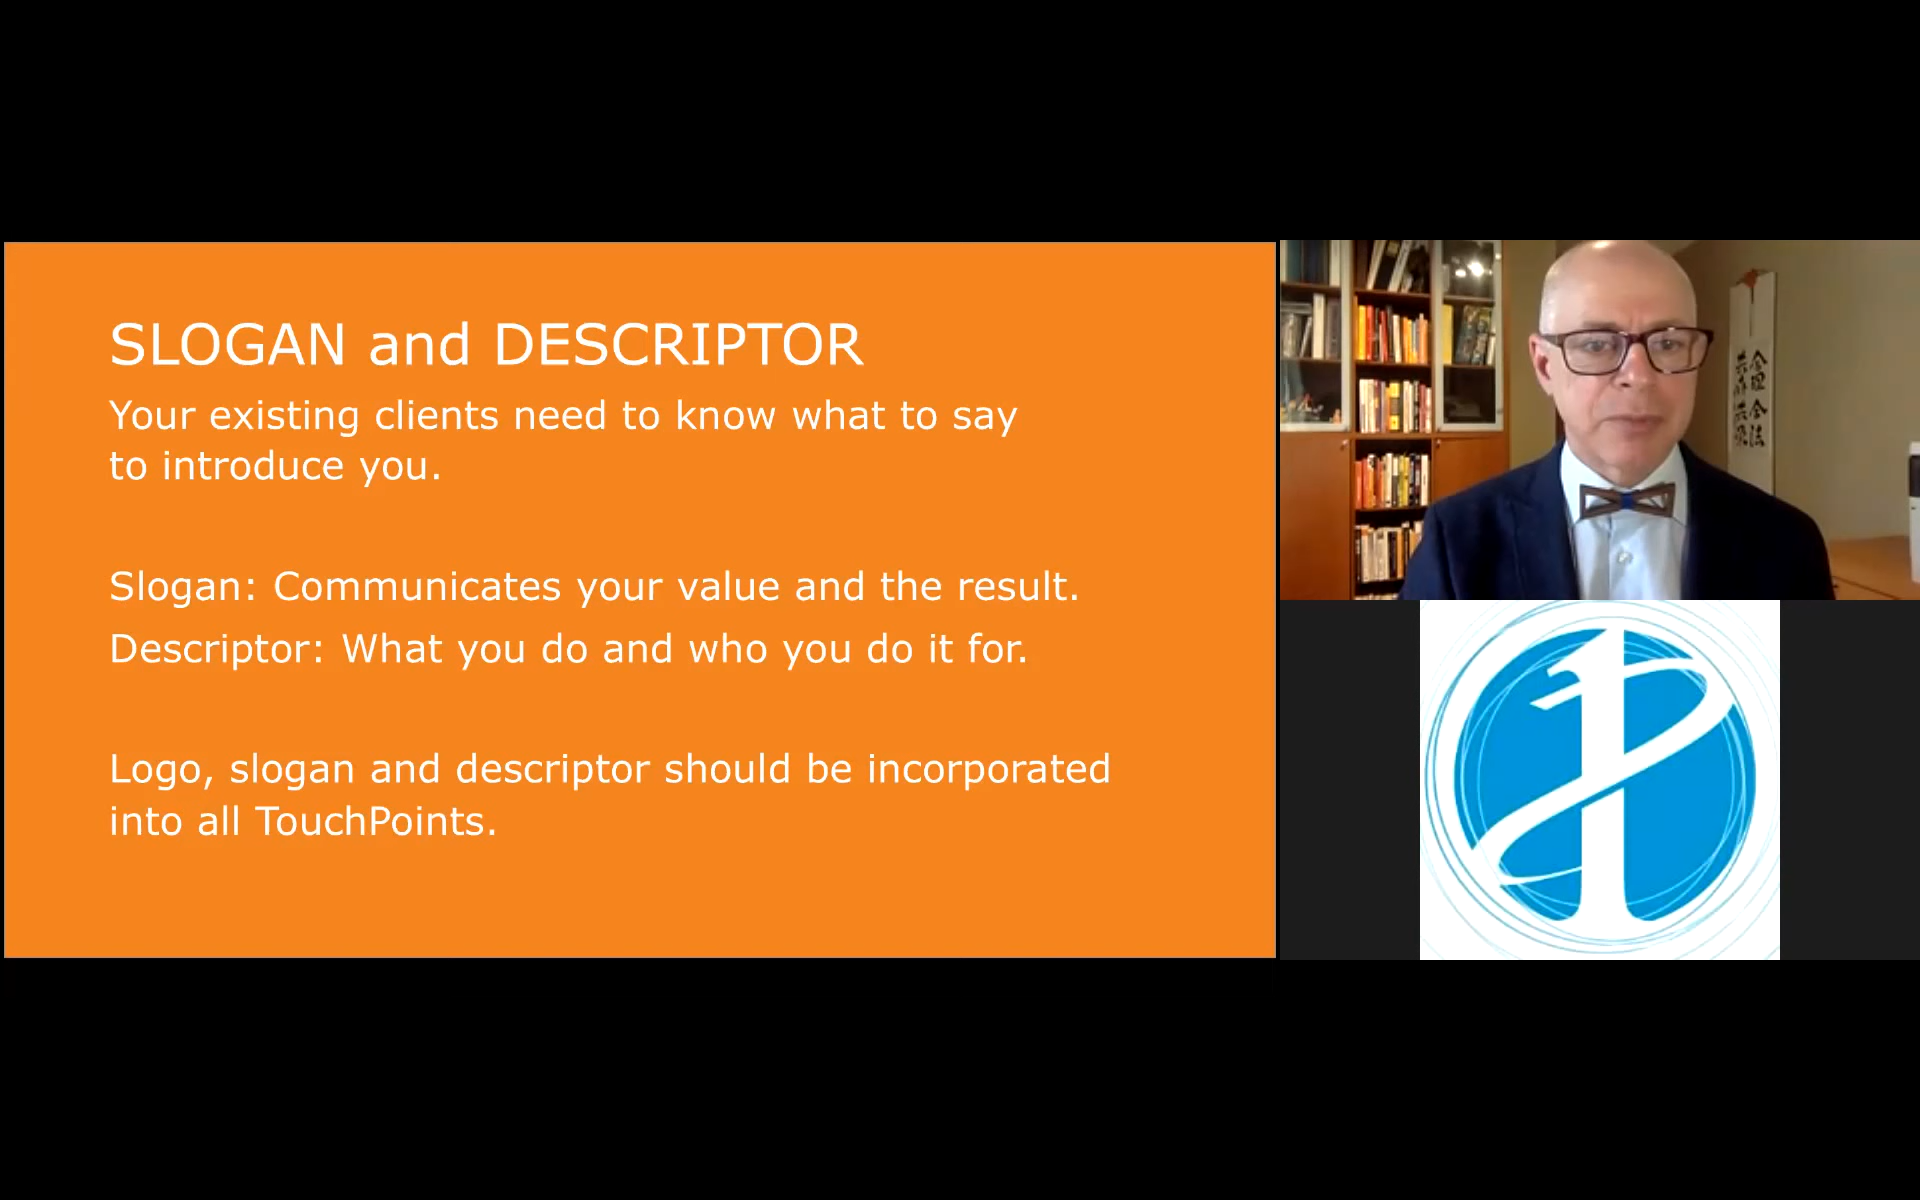 SLOGAN and DESCRIPTOR
Your existing clients need to know what to say
to introduce you.
Slogan: Communicates your value and the result.
Descriptor: What you do and who you do it for.
Logo, slogan and descriptor should be incorporated
into all TouchPoints.